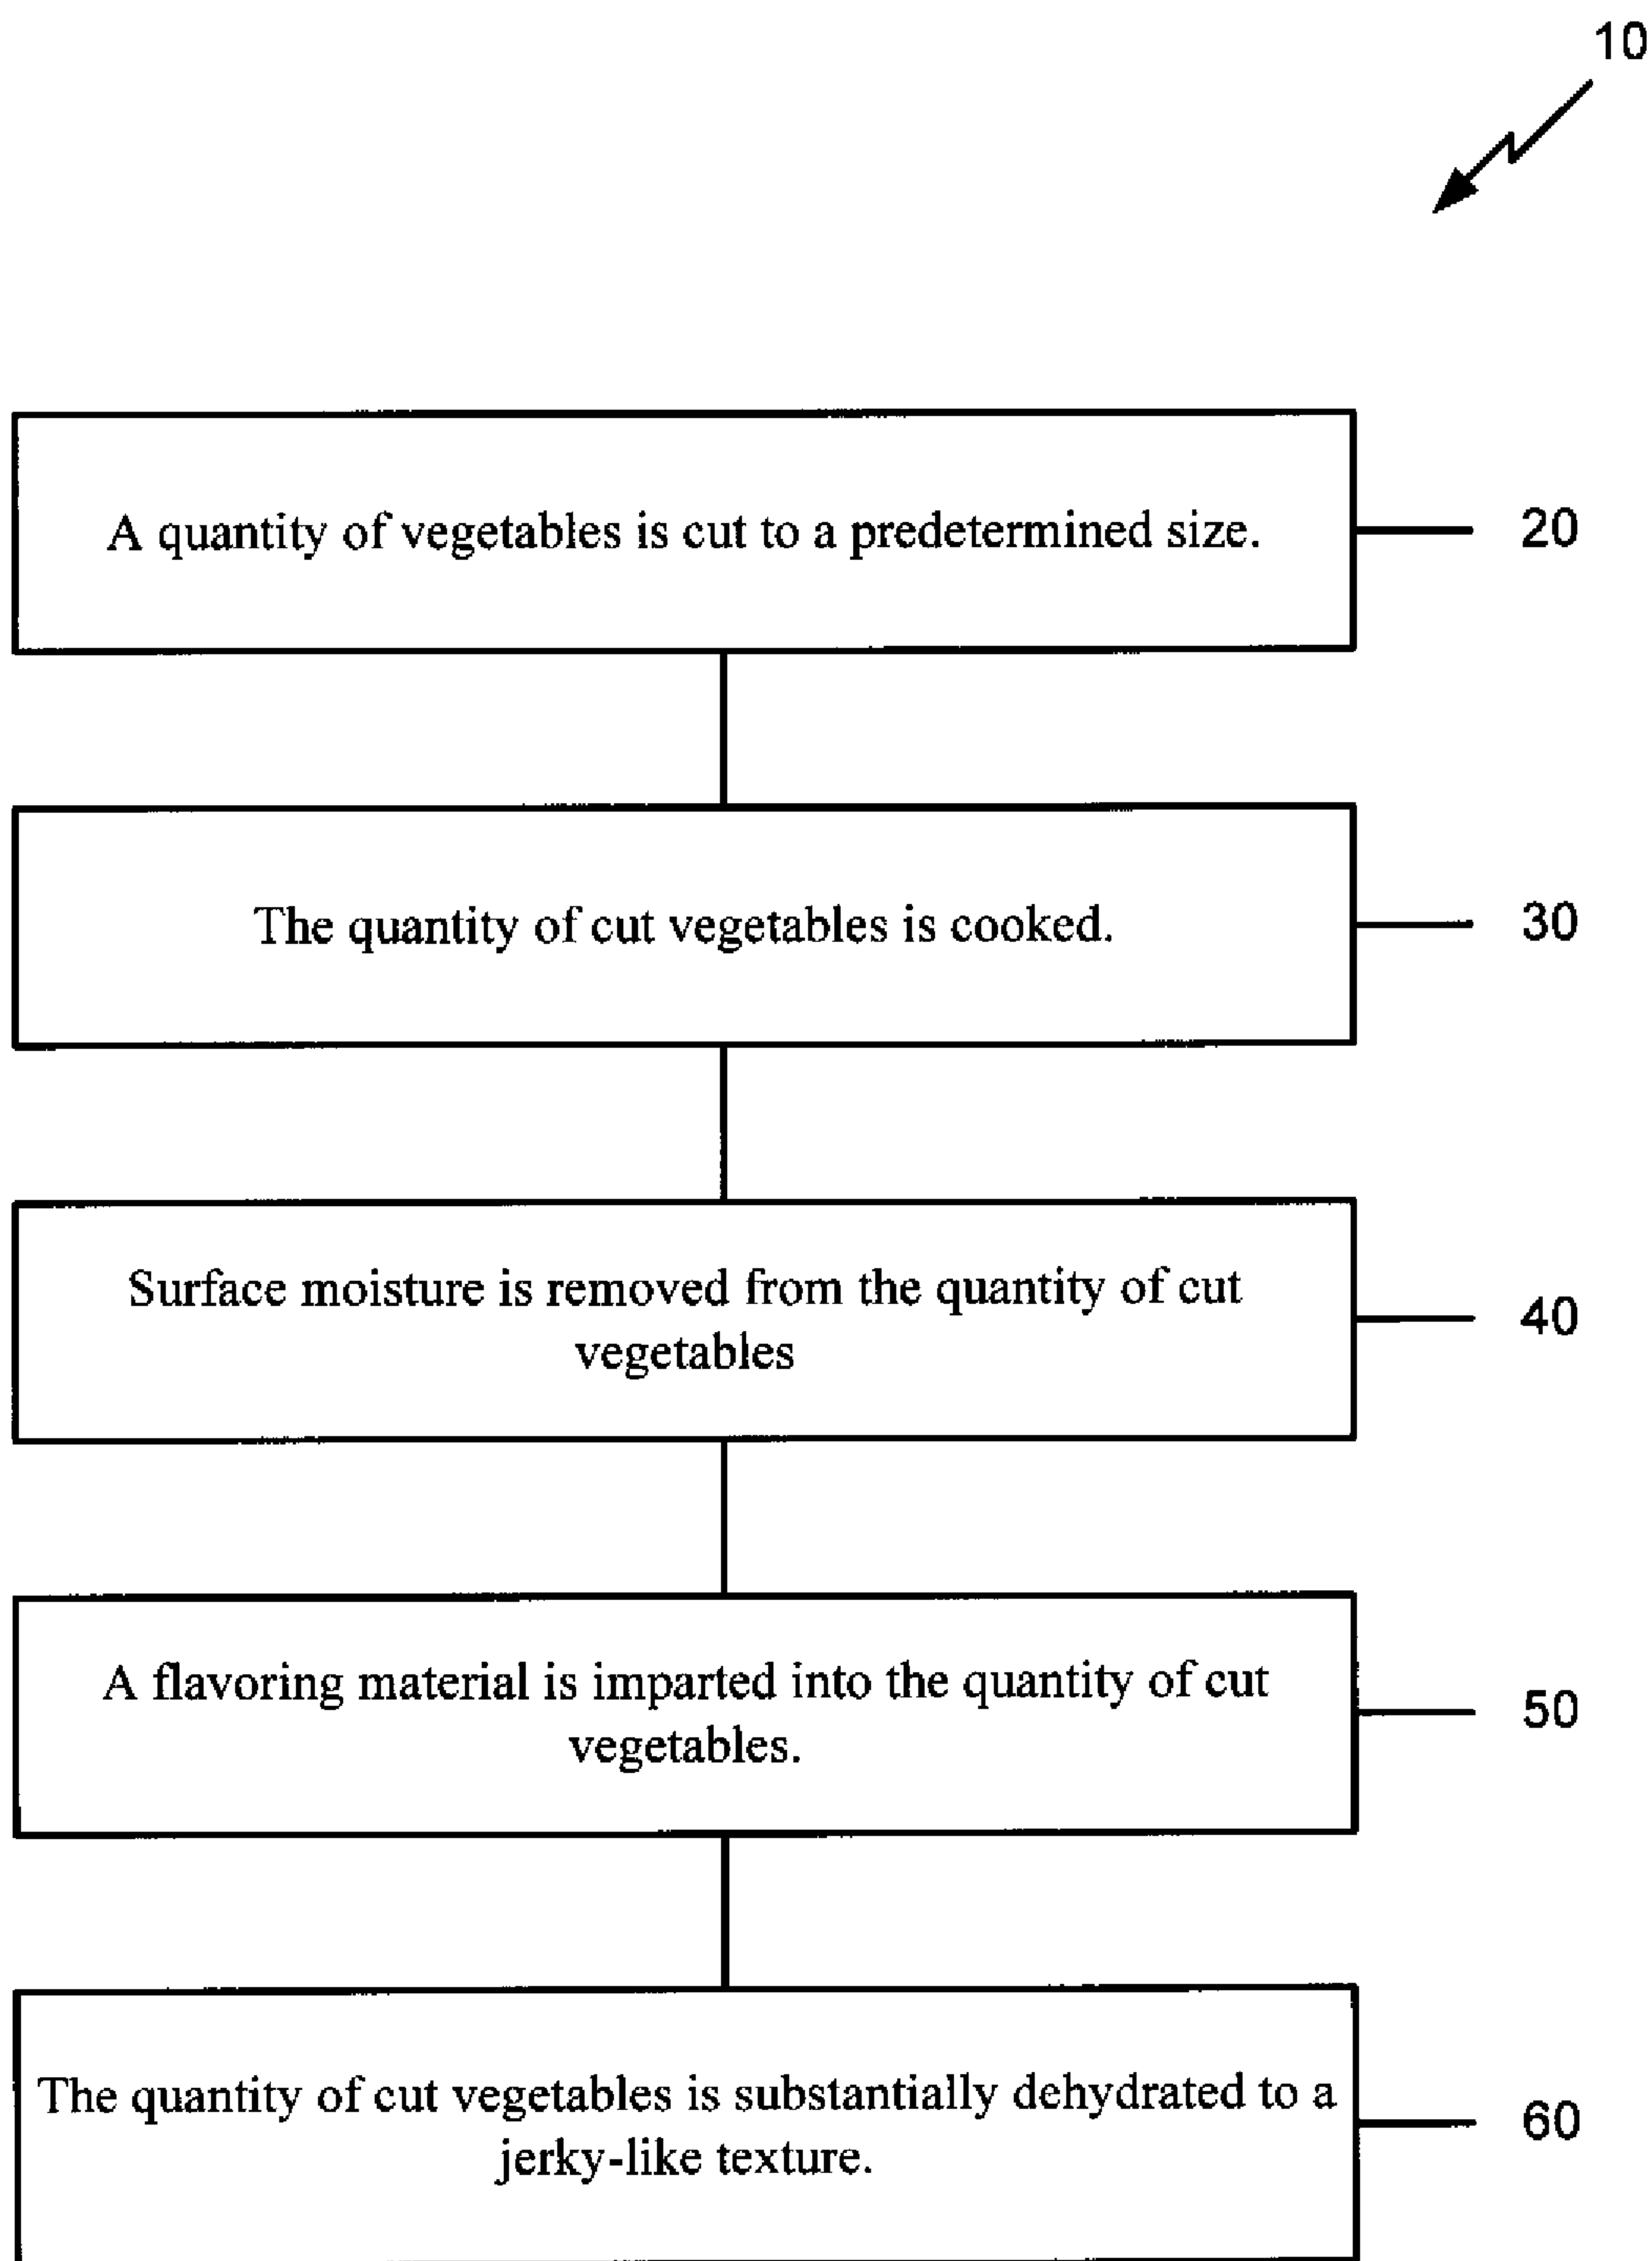 10
A quantity of vegetables is cut to a predetermined size.
20
The quantity of cut vegetables is cooked.
30
Surface moisture is removed from the quantity of cut
vegetables
40
A flavoring material is imparted into the quantity of cut
vegetables.
50
The quantity of cut vegetables is substantially dehydrated to a
jerky-like texture.
60